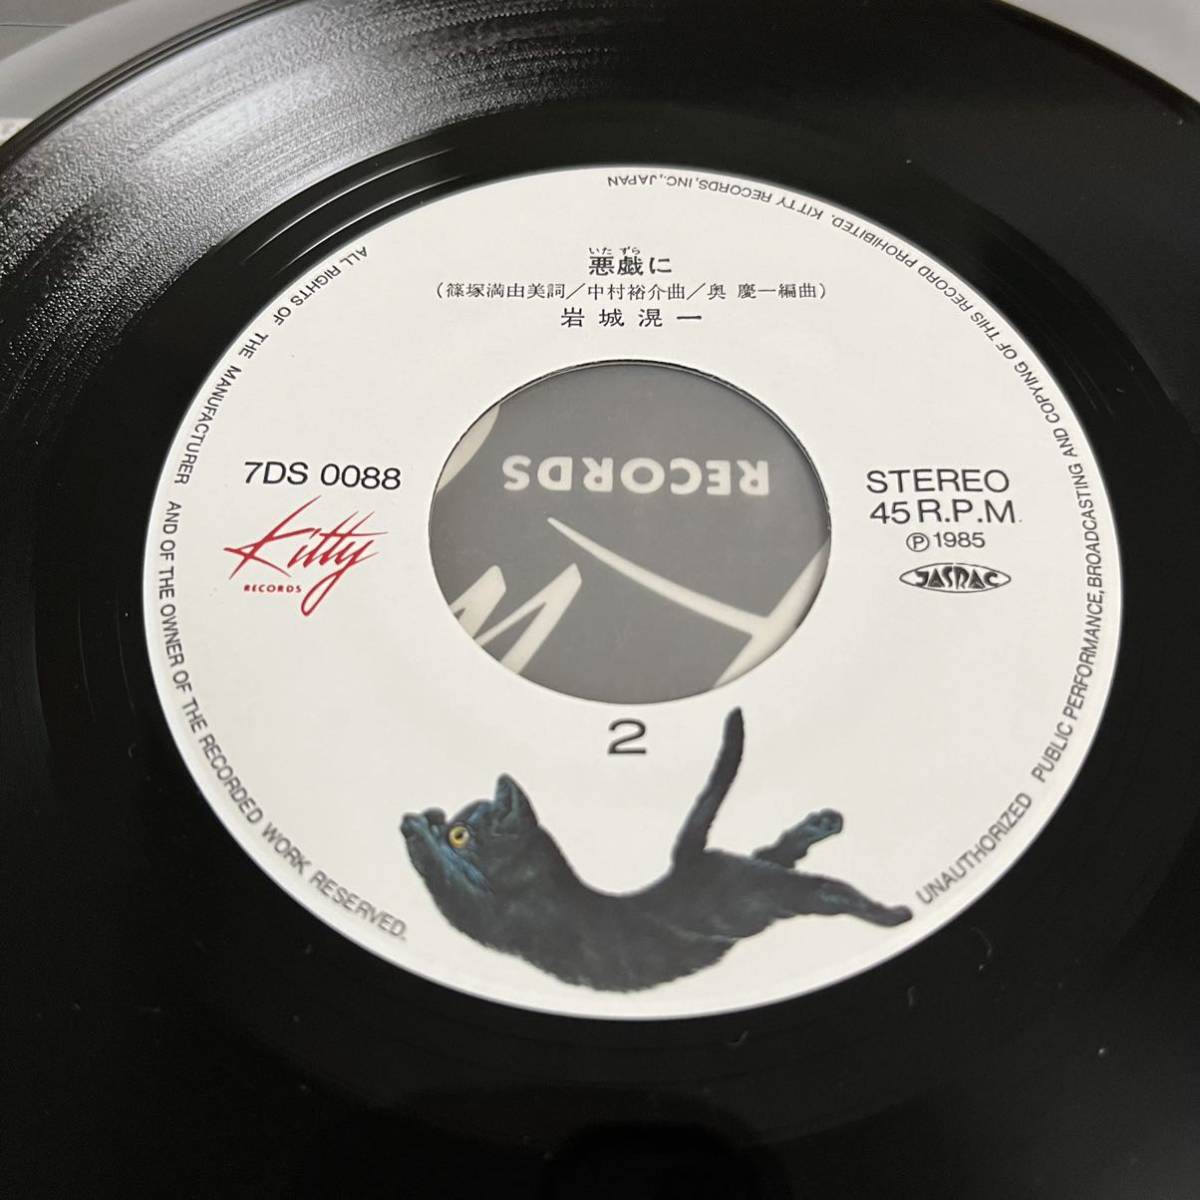 いたずら
悪戯に
(篠塚満由美詞／中村裕介曲／奥 慶一編曲)
岩城滉一
7DS 0088
Kitty
RECORDS
STEREO
45 R.P.M.
Ⓟ1985
JASRAC
RECORDS
2
ALL RIGHTS OF THE MANUFACTURER AND OF THE OWNER OF THE RECORDED WORK RESERVED.
UNAUTHORIZED PUBLIC PERFORMANCE, BROADCASTING AND COPYING OF THIS RECORD PROHIBITED. KITTY RECORDS, INC., JAPAN